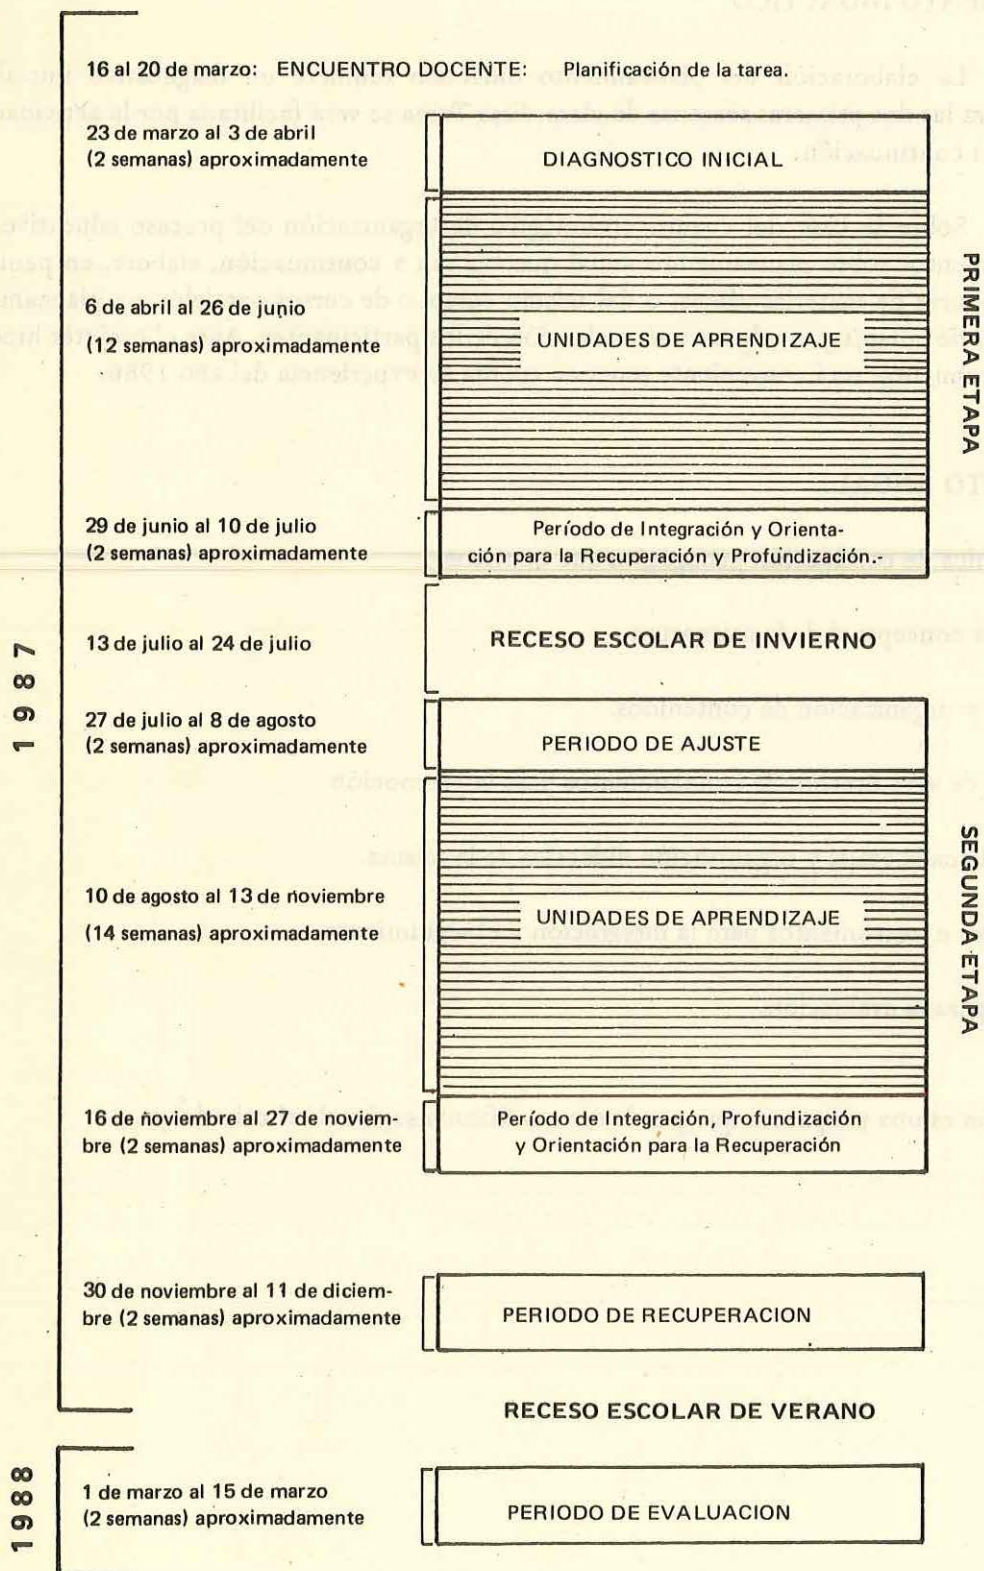 16 al 20 de marzo: ENCUENTRO DOCENTE: Planificación de la tarea.
23 de marzo al 3 de abril
(2 semanas) aproximadamente
DIAGNOSTICO INICIAL
6 de abril al 26 de junio
(12 semanas) aproximadamente
UNIDADES DE APRENDIZAJE
PRIMERA ETAPA
29 de junio al 10 de julio
(2 semanas) aproximadamente
Período de Integración y Orienta-
ción para la Recuperación y Profundización.-
13 de julio al 24 de julio
RECESO ESCOLAR DE INVIERNO
1987
27 de julio al 8 de agosto
(2 semanas) aproximadamente
PERIODO DE AJUSTE
10 de agosto al 13 de noviembre
(14 semanas) aproximadamente
UNIDADES DE APRENDIZAJE
SEGUNDA ETAPA
16 de noviembre al 27 de noviem-
bre (2 semanas) aproximadamente
Período de Integración, Profundización
y Orientación para la Recuperación
30 de noviembre al 11 de diciem-
bre (2 semanas) aproximadamente
PERIODO DE RECUPERACION
RECESO ESCOLAR DE VERANO
1988
1 de marzo al 15 de marzo
(2 semanas) aproximadamente
PERIODO DE EVALUACION